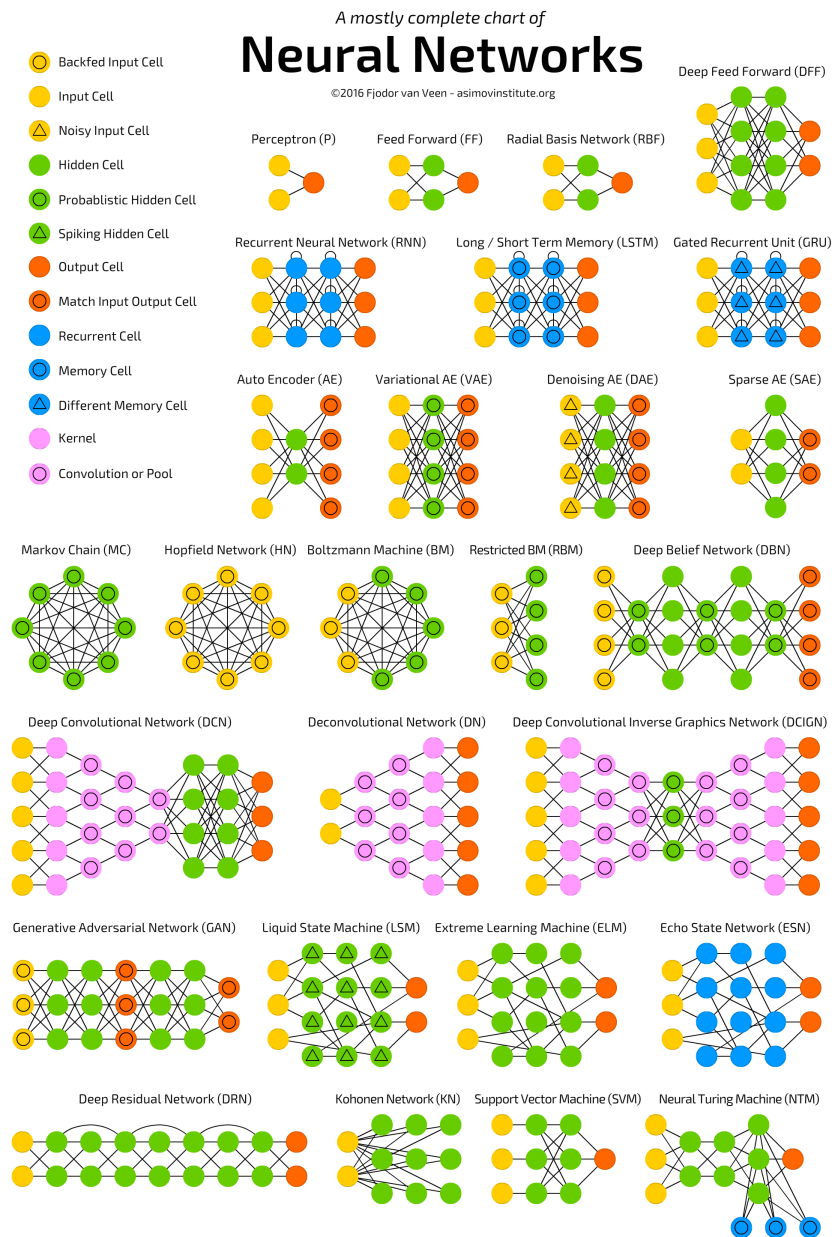 A mostly complete chart of
Neural Networks
©2016 Fjodor van Veen - asimovinstitute.org
Backfed Input Cell
Input Cell
Noisy Input Cell
Hidden Cell
Probablistic Hidden Cell
Spiking Hidden Cell
Output Cell
Match Input Output Cell
Recurrent Cell
Memory Cell
Different Memory Cell
Kernel
Convolution or Pool
Deep Feed Forward (DFF)
Perceptron (P)
Feed Forward (FF)
Radial Basis Network (RBF)
Recurrent Neural Network (RNN)
Long / Short Term Memory (LSTM)
Gated Recurrent Unit (GRU)
Auto Encoder (AE)
Variational AE (VAE)
Denoising AE (DAE)
Sparse AE (SAE)
Markov Chain (MC)
Hopfield Network (HN)
Boltzmann Machine (BM)
Restricted BM (RBM)
Deep Belief Network (DBN)
Deep Convolutional Network (DCN)
Deconvolutional Network (DN)
Deep Convolutional Inverse Graphics Network (DCIGN)
Generative Adversarial Network (GAN)
Liquid State Machine (LSM)
Extreme Learning Machine (ELM)
Echo State Network (ESN)
Deep Residual Network (DRN)
Kohonen Network (KN)
Support Vector Machine (SVM)
Neural Turing Machine (NTM)